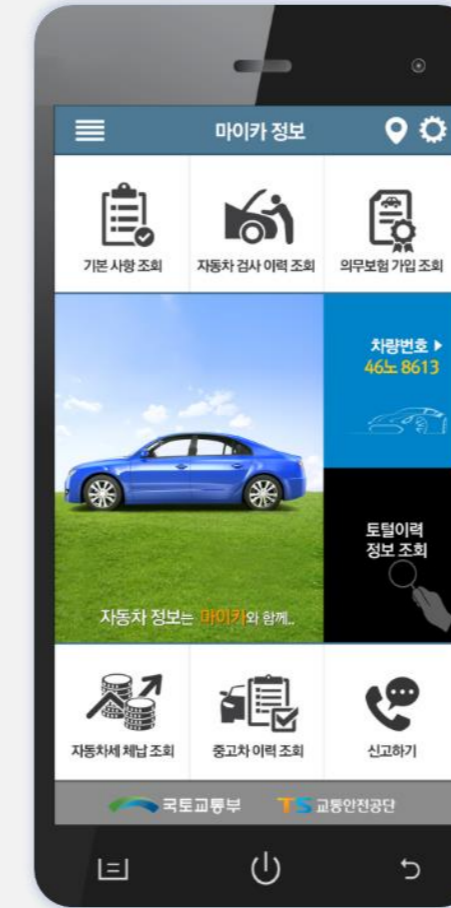 마이카 정보
기본 사항 조회
자동차 검사 이력 조회
의무보험 가입 조회
차량번호 ▶
46노 8613
토털이력
정보 조회
자동차 정보는 마이카와 함께..
자동차세 체납 조회
중고차 이력 조회
신고하기
국토교통부
TS 교통안전공단